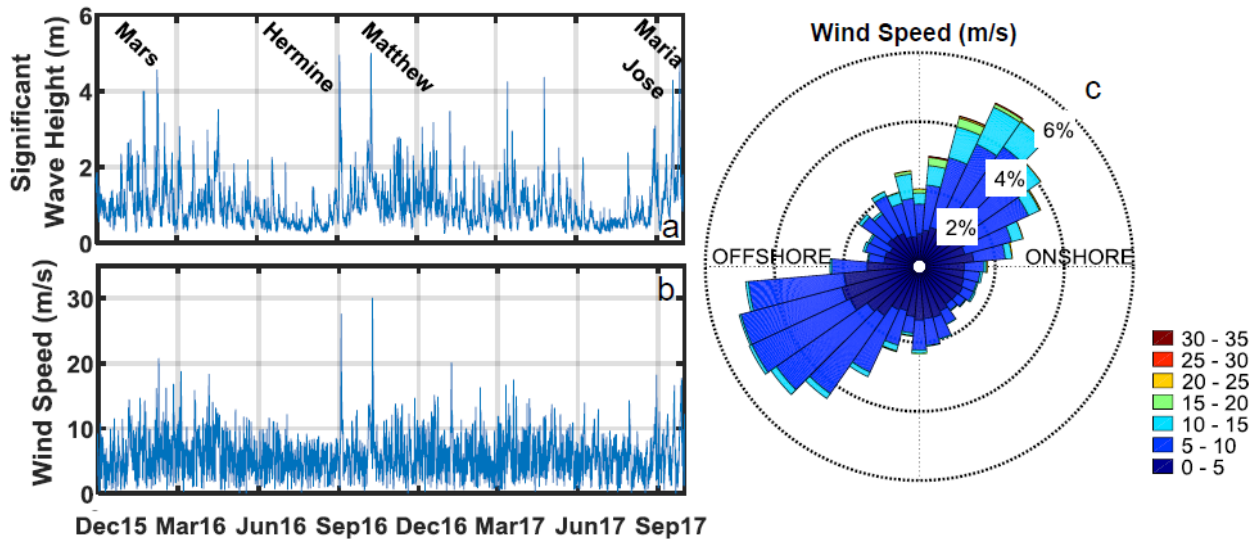 Significant
Wave Height (m)
6
4
2
0
Mars
Hermine
Matthew
Maria
Jose
a
Wind Speed (m/s)
30
20
10
0
b
Dec15 Mar16 Jun16 Sep16 Dec16 Mar17 Jun17 Sep17
Wind Speed (m/s)
c
6%
4%
2%
OFFSHORE
ONSHORE
30 - 35
25 - 30
20 - 25
15 - 20
10 - 15
5 - 10
0 - 5